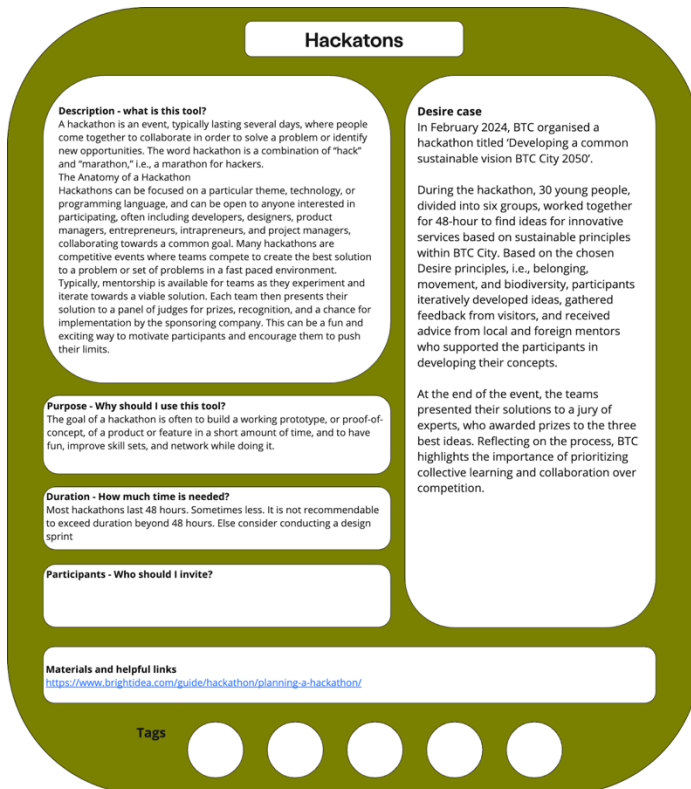 Hackatons
Description - what is this tool?
A hackathon is an event, typically lasting several days, where people
come together to collaborate in order to solve a problem or identify
new opportunities. The word hackathon is a combination of “hack”
and “marathon,” i.e., a marathon for hackers.
The Anatomy of a Hackathon
Hackathons can be focused on a particular theme, technology, or
programming language, and can be open to anyone interested in
participating, often including developers, designers, product
managers, entrepreneurs, intrapreneurs, and project managers,
collaborating towards a common goal. Many hackathons are
competitive events where teams compete to create the best solution
to a problem or set of problems in a fast paced environment.
Typically, mentorship is available for teams as they experiment and
iterate towards a viable solution. Each team then presents their
solution to a panel of judges for prizes, recognition, and a chance for
implementation by the sponsoring company. This can be a fun and
exciting way to motivate participants and encourage them to push
their limits.
Purpose - Why should I use this tool?
The goal of a hackathon is often to build a working prototype, or proof-of-
concept, of a product or feature in a short amount of time, and to have
fun, improve skill sets, and network while doing it.
Duration - How much time is needed?
Most hackathons last 48 hours. Sometimes less. It is not recommendable
to exceed duration beyond 48 hours. Else consider conducting a design
sprint
Participants - Who should I invite?
Desire case
In February 2024, BTC organised a
hackathon titled ‘Developing a common
sustainable vision BTC City 2050’.
During the hackathon, 30 young people,
divided into six groups, worked together
for 48-hour to find ideas for innovative
services based on sustainable principles
within BTC City. Based on the chosen
Desire principles, i.e., belonging,
movement, and biodiversity, participants
iteratively developed ideas, gathered
feedback from visitors, and received
advice from local and foreign mentors
who supported the participants in
developing their concepts.
At the end of the event, the teams
presented their solutions to a jury of
experts, who awarded prizes to the three
best ideas. Reflecting on the process, BTC
highlights the importance of prioritizing
collective learning and collaboration over
competition.
Materials and helpful links
https://www.brightidea.com/guide/hackathon/planning-a-hackathon/
Tags